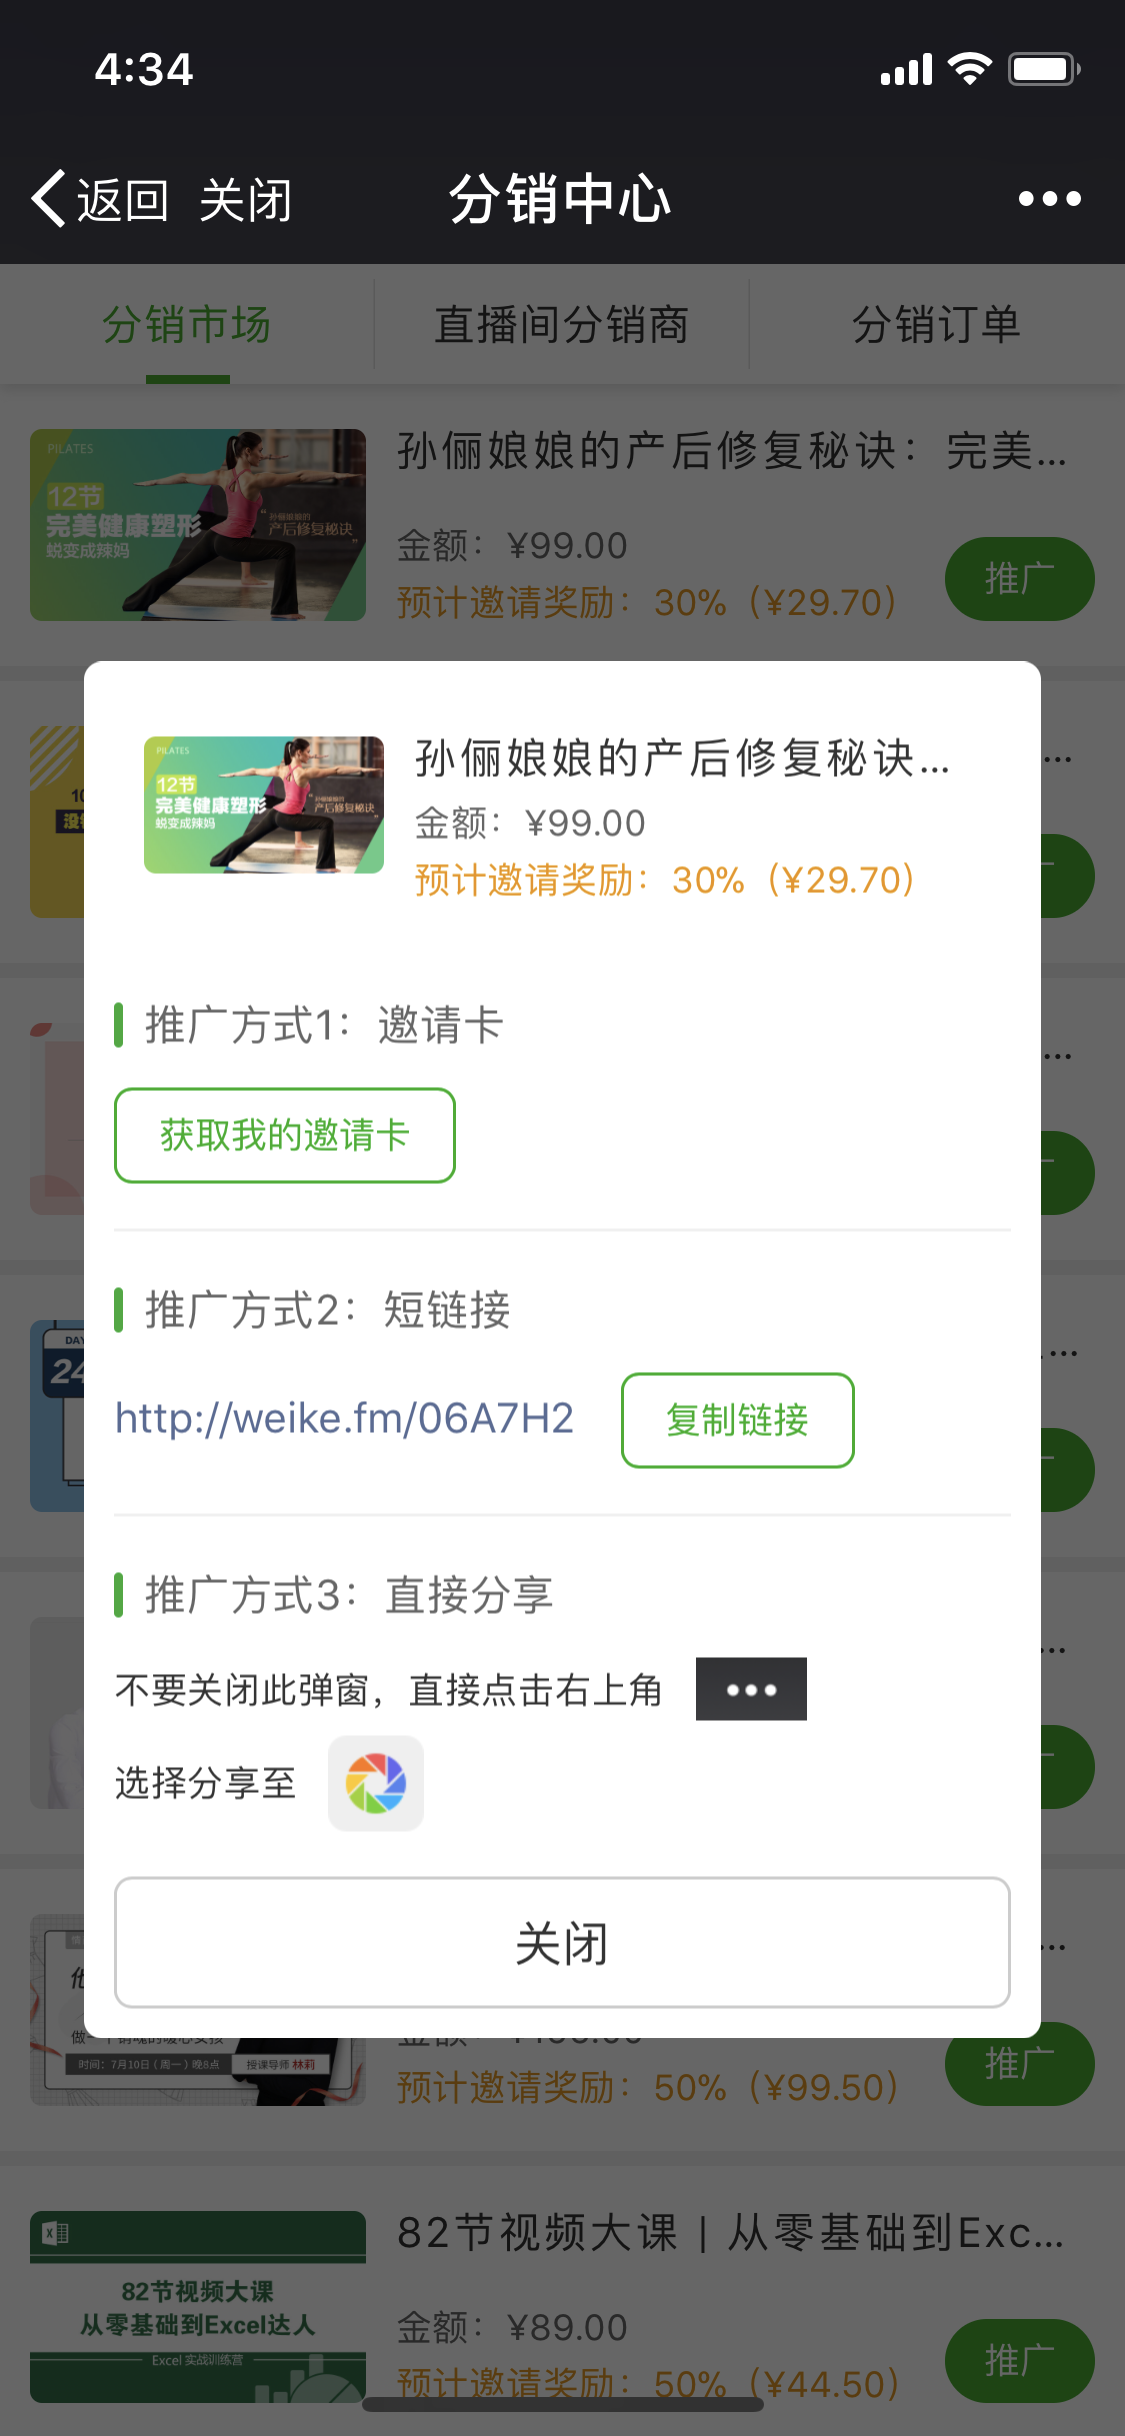 4:34
返回 关闭 分销中心
分销市场 直播间分销商 分销订单
PILATES
12节
完美健康塑形
蜕变成辣妈
孙俪娘娘的
产后修复秘诀
孙俪娘娘的产后修复秘诀：完美...
金额：¥99.00
预计邀请奖励：30%（¥29.70）
推广
PILATES
12节
完美健康塑形
蜕变成辣妈
孙俪娘娘的
产后修复秘诀
孙俪娘娘的产后修复秘诀...
金额：¥99.00
预计邀请奖励：30%（¥29.70）
推广方式1：邀请卡
获取我的邀请卡
推广方式2：短链接
http://weike.fm/06A7H2
复制链接
推广方式3：直接分享
不要关闭此弹窗，直接点击右上角
选择分享至
关闭
DAY
24
时间：7月10日（周一）晚8点 授课导师 林莉
预计邀请奖励：50%（¥99.50）
推广
82节视频大课
从零基础到Excel达人
Excel 实战训练营
82节视频大课 | 从零基础到Exc...
金额：¥89.00
预计邀请奖励：50%（¥44.50）
推广